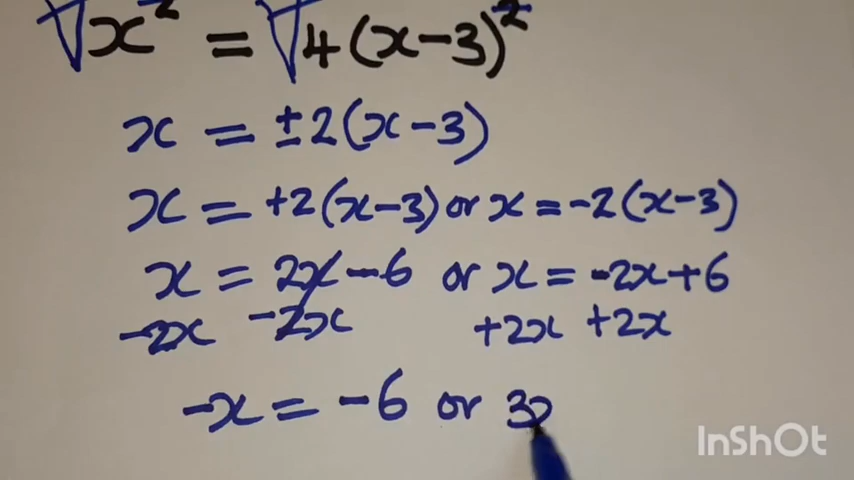 √x² = √4(x-3)²
x = ±2(x-3)
x = +2(x-3) or x = -2(x-3)
x = 2x - 6 or x = -2x + 6
-2x -2x +2x +2x
-x = -6 or 3x
InShOt